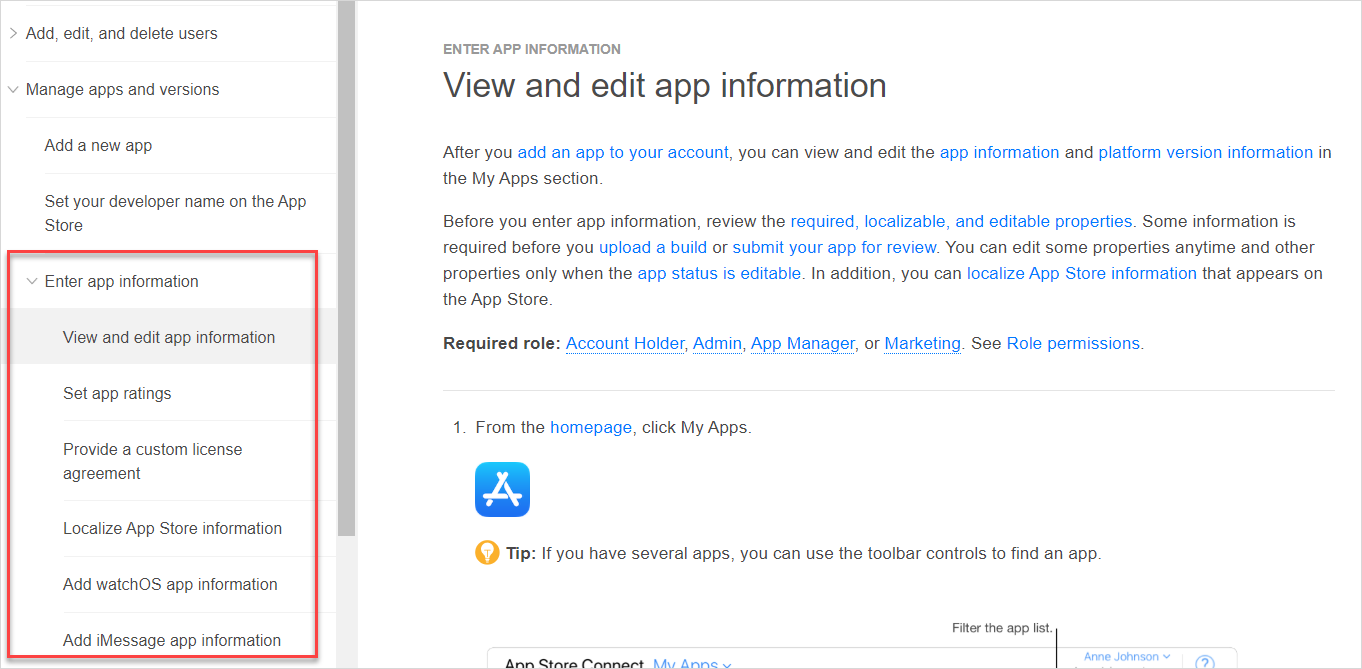 Add, edit, and delete users
Manage apps and versions
Add a new app
Set your developer name on the App
Store
Enter app information
View and edit app information
Set app ratings
Provide a custom license
agreement
Localize App Store information
Add watchOS app information
Add iMessage app information
ENTER APP INFORMATION
View and edit app information
After you add an app to your account, you can view and edit the app information and platform version information in
the My Apps section.
Before you enter app information, review the required, localizable, and editable properties. Some information is
required before you upload a build or submit your app for review. You can edit some properties anytime and other
properties only when the app status is editable. In addition, you can localize App Store information that appears on
the App Store.
Required role: Account Holder, Admin, App Manager, or Marketing. See Role permissions.
1. From the homepage, click My Apps.
Tip: If you have several apps, you can use the toolbar controls to find an app.
Filter the app list.
App Store Connect My Apps
Anne Johnson
?